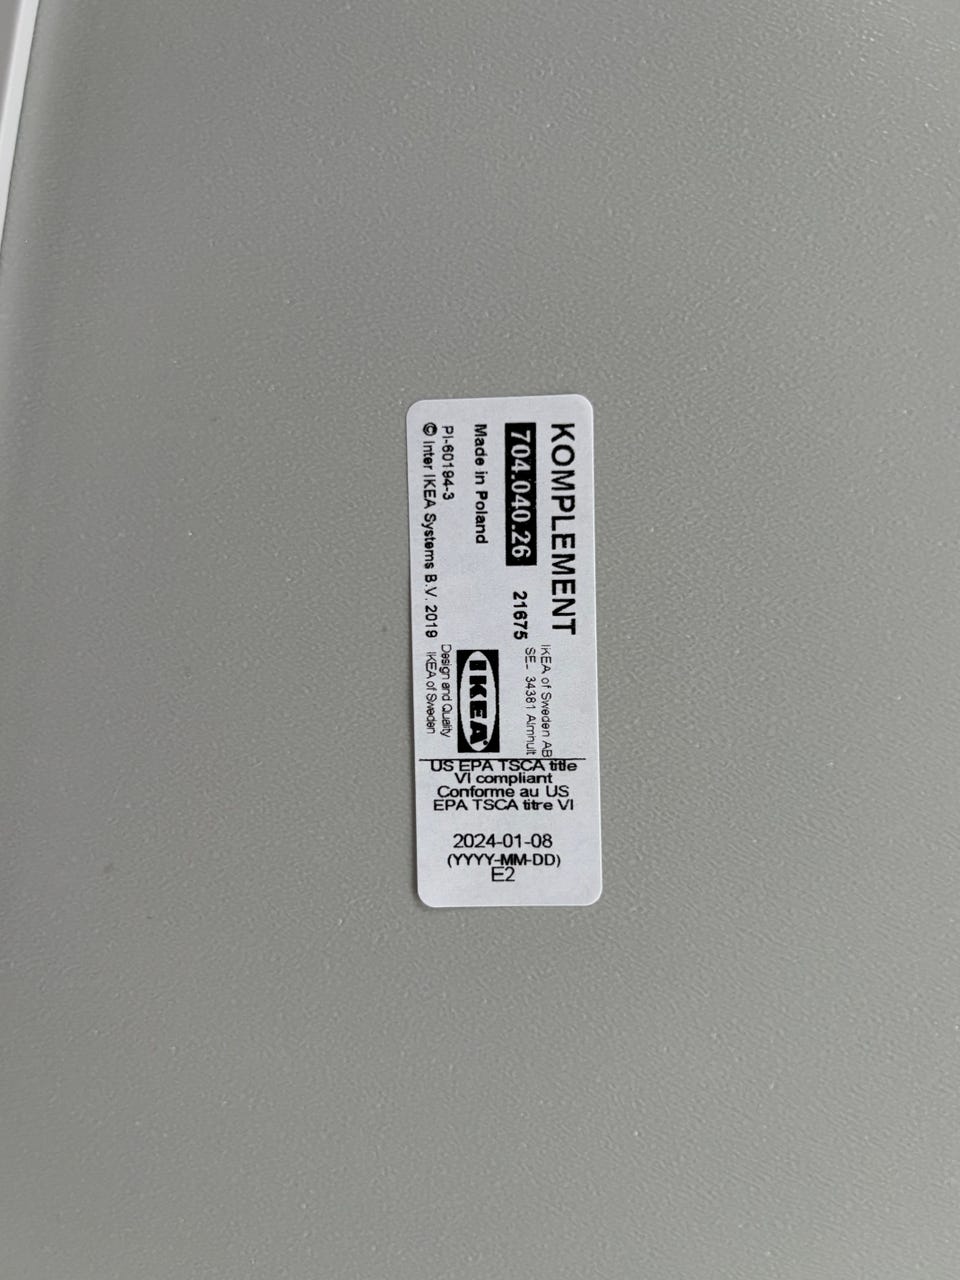 KOMPLEMENT
704.040.26 21675
IKEA of Sweden AB
SE_ 34381 Almhult
Made in Poland
IKEA®
PI-60194-3
Design and Quality
IKEA of Sweden
© Inter IKEA Systems B.V. 2019
US EPA TSCA title
VI compliant
Conforme au US
EPA TSCA titre VI
2024-01-08
(YYYY-MM-DD)
E2